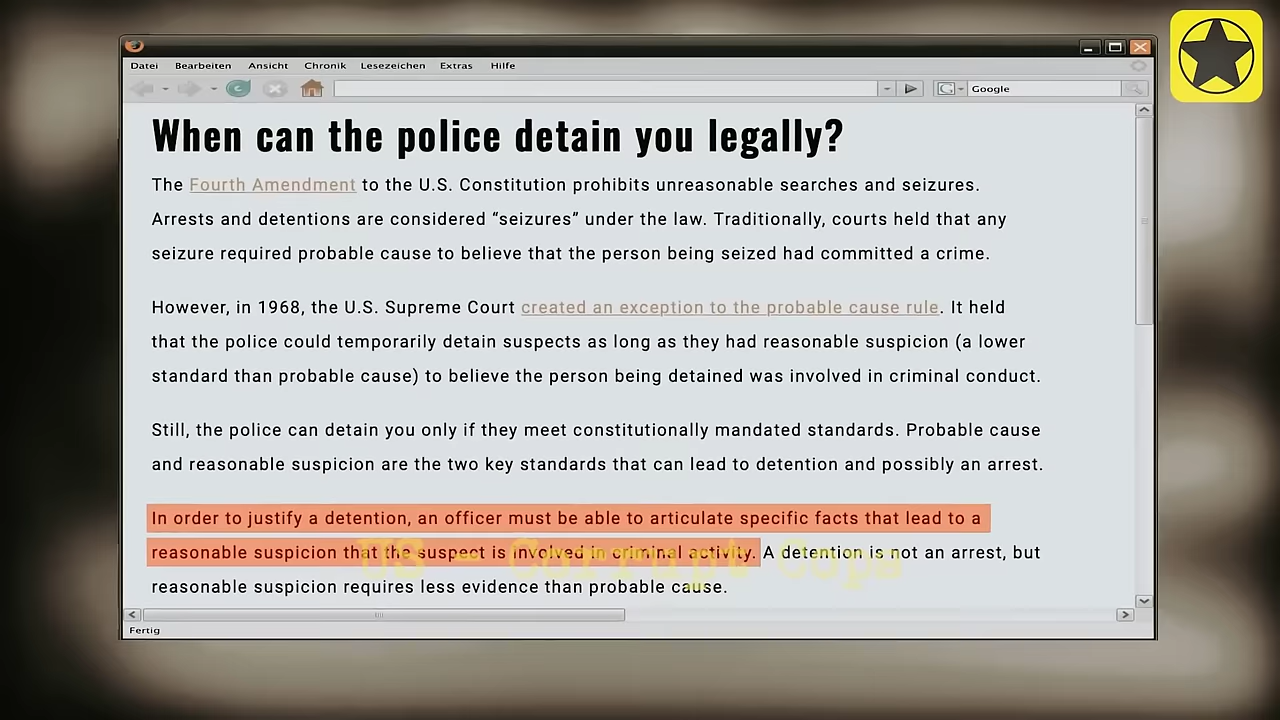 Datei Bearbeiten Ansicht Chronik Lesezeichen Extras Hilfe
Google
When can the police detain you legally?
The Fourth Amendment to the U.S. Constitution prohibits unreasonable searches and seizures.
Arrests and detentions are considered “seizures” under the law. Traditionally, courts held that any
seizure required probable cause to believe that the person being seized had committed a crime.
However, in 1968, the U.S. Supreme Court created an exception to the probable cause rule. It held
that the police could temporarily detain suspects as long as they had reasonable suspicion (a lower
standard than probable cause) to believe the person being detained was involved in criminal conduct.
Still, the police can detain you only if they meet constitutionally mandated standards. Probable cause
and reasonable suspicion are the two key standards that can lead to detention and possibly an arrest.
In order to justify a detention, an officer must be able to articulate specific facts that lead to a
reasonable suspicion that the suspect is involved in criminal activity. A detention is not an arrest, but
US - Corrupt Cops
reasonable suspicion requires less evidence than probable cause.
Fertig